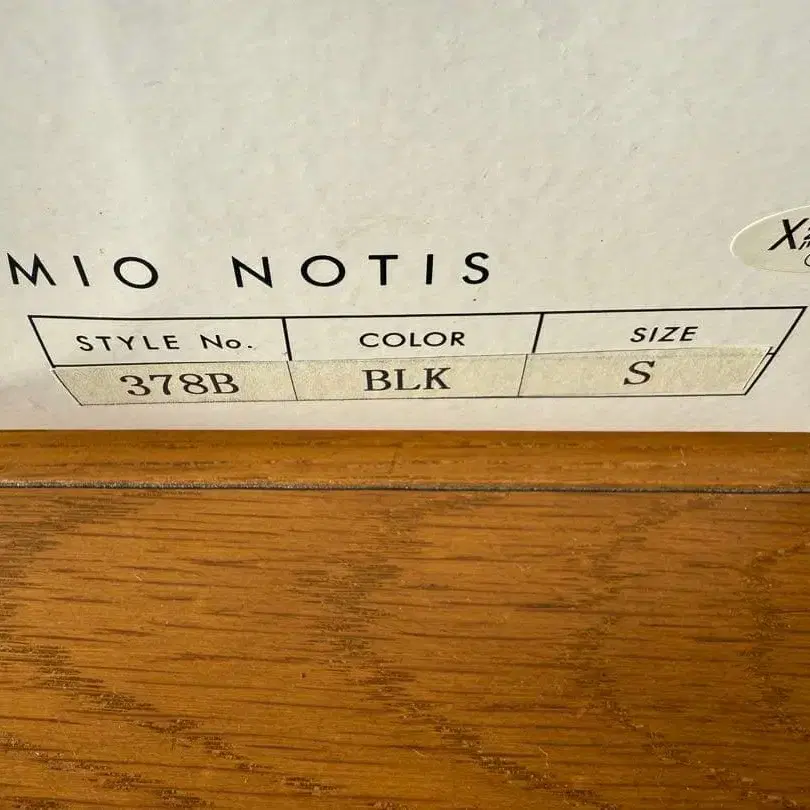 MIO NOTIS
STYLE No. COLOR SIZE
378B BLK S